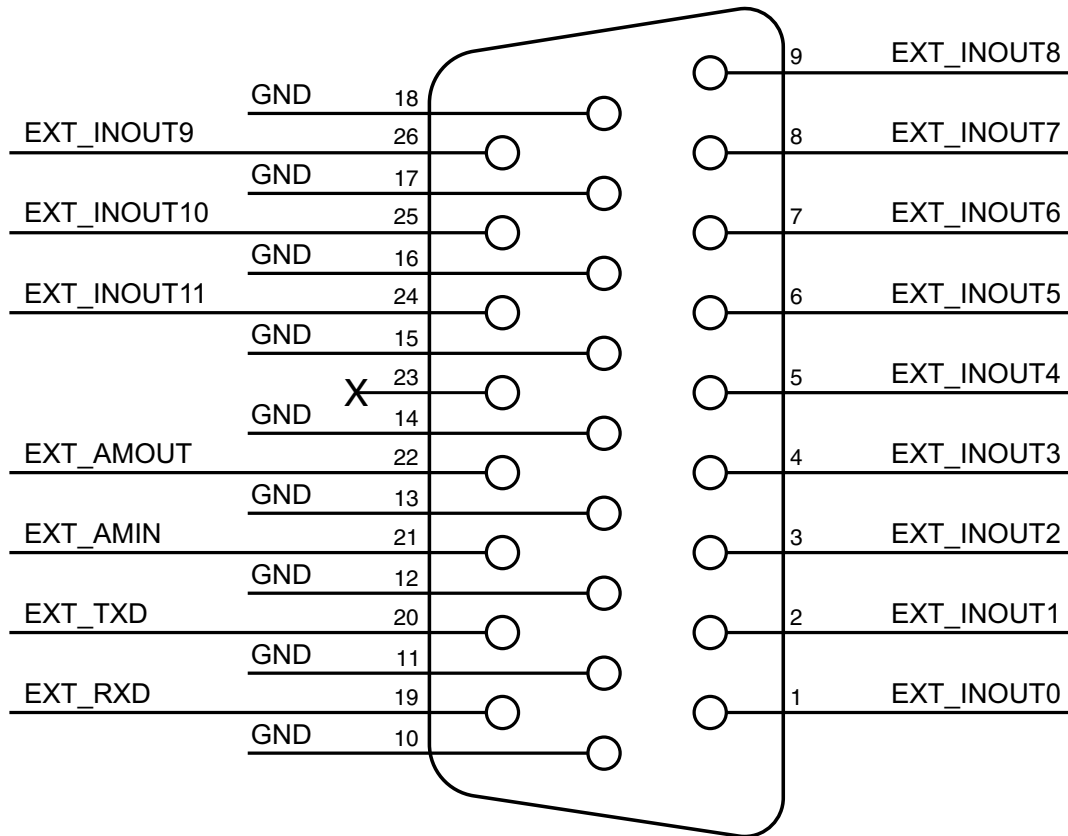 9 EXT_INOUT8
GND 18
EXT_INOUT9 26
8 EXT_INOUT7
GND 17
EXT_INOUT10 25
7 EXT_INOUT6
GND 16
EXT_INOUT11 24
6 EXT_INOUT5
GND 15
X 23
5 EXT_INOUT4
GND 14
EXT_AMOUT 22
4 EXT_INOUT3
GND 13
EXT_AMIN 21
3 EXT_INOUT2
GND 12
EXT_TXD 20
2 EXT_INOUT1
GND 11
EXT_RXD 19
1 EXT_INOUT0
GND 10